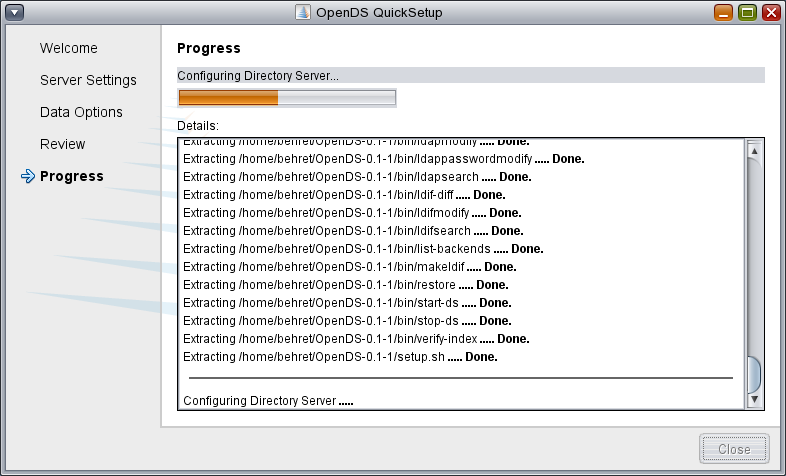 OpenDS QuickSetup
Welcome
Server Settings
Data Options
Review
Progress
Progress
Configuring Directory Server...
Details:
Extracting /home/behret/OpenDS-0.1-1/bin/ldapmodify ..... Done.
Extracting /home/behret/OpenDS-0.1-1/bin/ldappasswordmodify ..... Done.
Extracting /home/behret/OpenDS-0.1-1/bin/ldapsearch ..... Done.
Extracting /home/behret/OpenDS-0.1-1/bin/ldif-diff ..... Done.
Extracting /home/behret/OpenDS-0.1-1/bin/ldifmodify ..... Done.
Extracting /home/behret/OpenDS-0.1-1/bin/ldifsearch ..... Done.
Extracting /home/behret/OpenDS-0.1-1/bin/list-backends ..... Done.
Extracting /home/behret/OpenDS-0.1-1/bin/makeldif ..... Done.
Extracting /home/behret/OpenDS-0.1-1/bin/restore ..... Done.
Extracting /home/behret/OpenDS-0.1-1/bin/start-ds ..... Done.
Extracting /home/behret/OpenDS-0.1-1/bin/stop-ds ..... Done.
Extracting /home/behret/OpenDS-0.1-1/bin/verify-index ..... Done.
Extracting /home/behret/OpenDS-0.1-1/setup.sh ..... Done.
Configuring Directory Server .....
Close